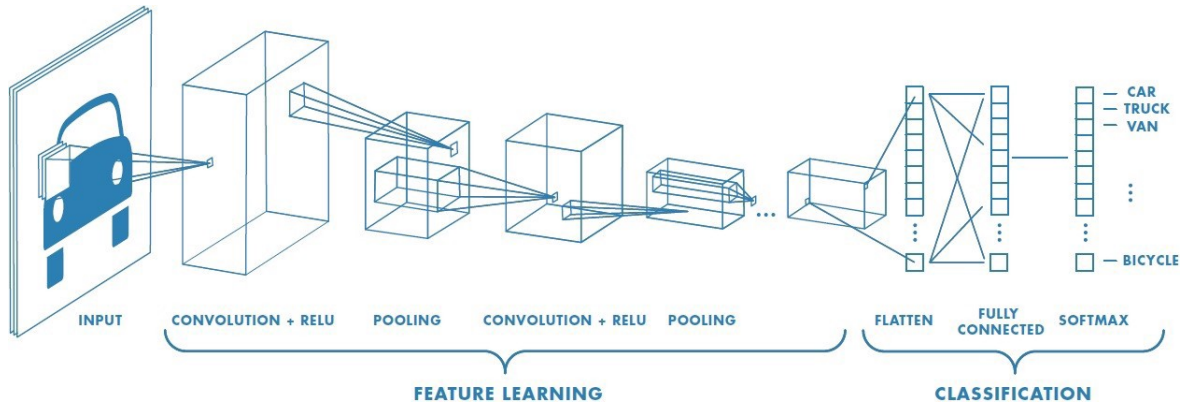 CAR
TRUCK
VAN
BICYCLE
INPUT
CONVOLUTION + RELU
POOLING
CONVOLUTION + RELU
POOLING
FLATTEN
FULLY
CONNECTED
SOFTMAX
FEATURE LEARNING
CLASSIFICATION